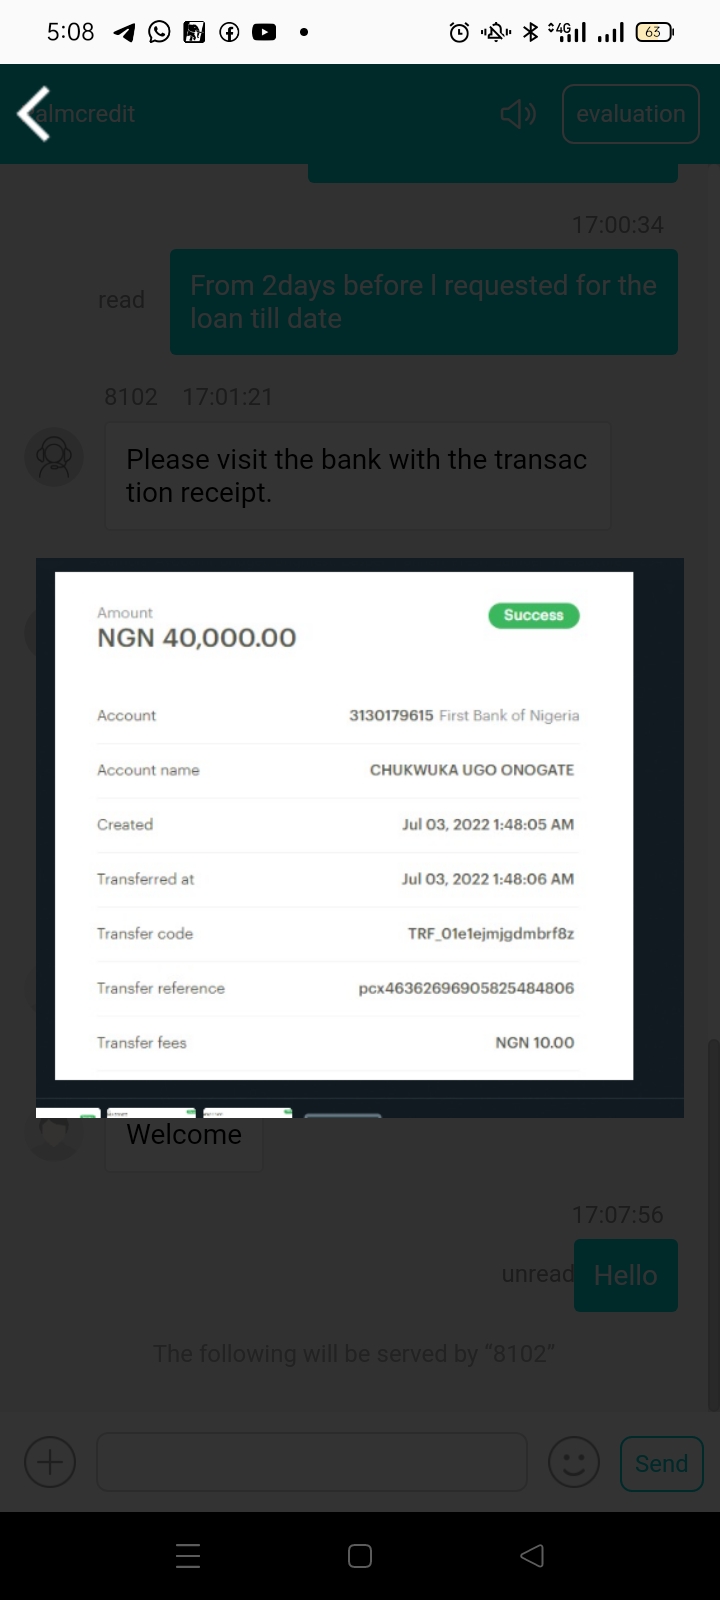 5:08
4G
63
almcredit
evaluation
17:00:34
read
From 2days before I requested for the
loan till date
8102 17:01:21
Please visit the bank with the transac
tion receipt.
Amount
Success
NGN 40,000.00
Account 3130179615 First Bank of Nigeria
Account name CHUKWUKA UGO ONOGATE
Created Jul 03, 2022 1:48:05 AM
Transferred at Jul 03, 2022 1:48:06 AM
Transfer code TRF_01e1ejmjgdmbrf8z
Transfer reference pcx46362696905825484806
Transfer fees NGN 10.00
Welcome
17:07:56
unread
Hello
The following will be served by "8102"
Send